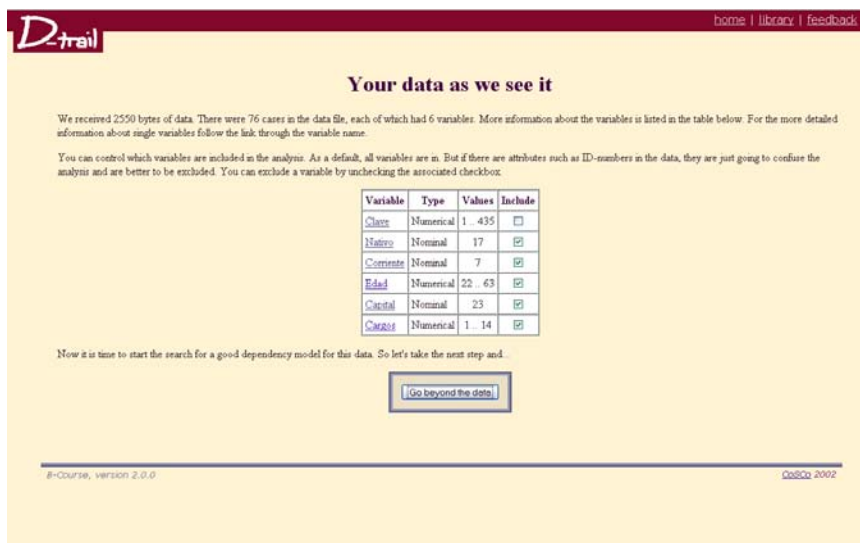 home | library | feedback
D-trail
Your data as we see it
We received 2550 bytes of data. There were 76 cases in the data file, each of which had 6 variables. More information about the variables is listed in the table below. For the more detailed
information about single variables follow the link through the variable name.
You can control which variables are included in the analysis. As a default, all variables are in. But if there are attributes such as ID-numbers in the data, they are just going to confuse the
analysis and are better to be excluded. You can exclude a variable by unchecking the associated checkbox
Variable Type Values Include
Clave Numerical 1 .. 435
Nativo Nominal 17
Corriente Nominal 7
Edad Numerical 22 .. 63
Capital Nominal 23
Cargos Numerical 1 .. 14
Now it is time to start the search for a good dependency model for this data. So let's take the next step and...
Go beyond the data
B-Course, version 2.0.0
CoSCo 2002